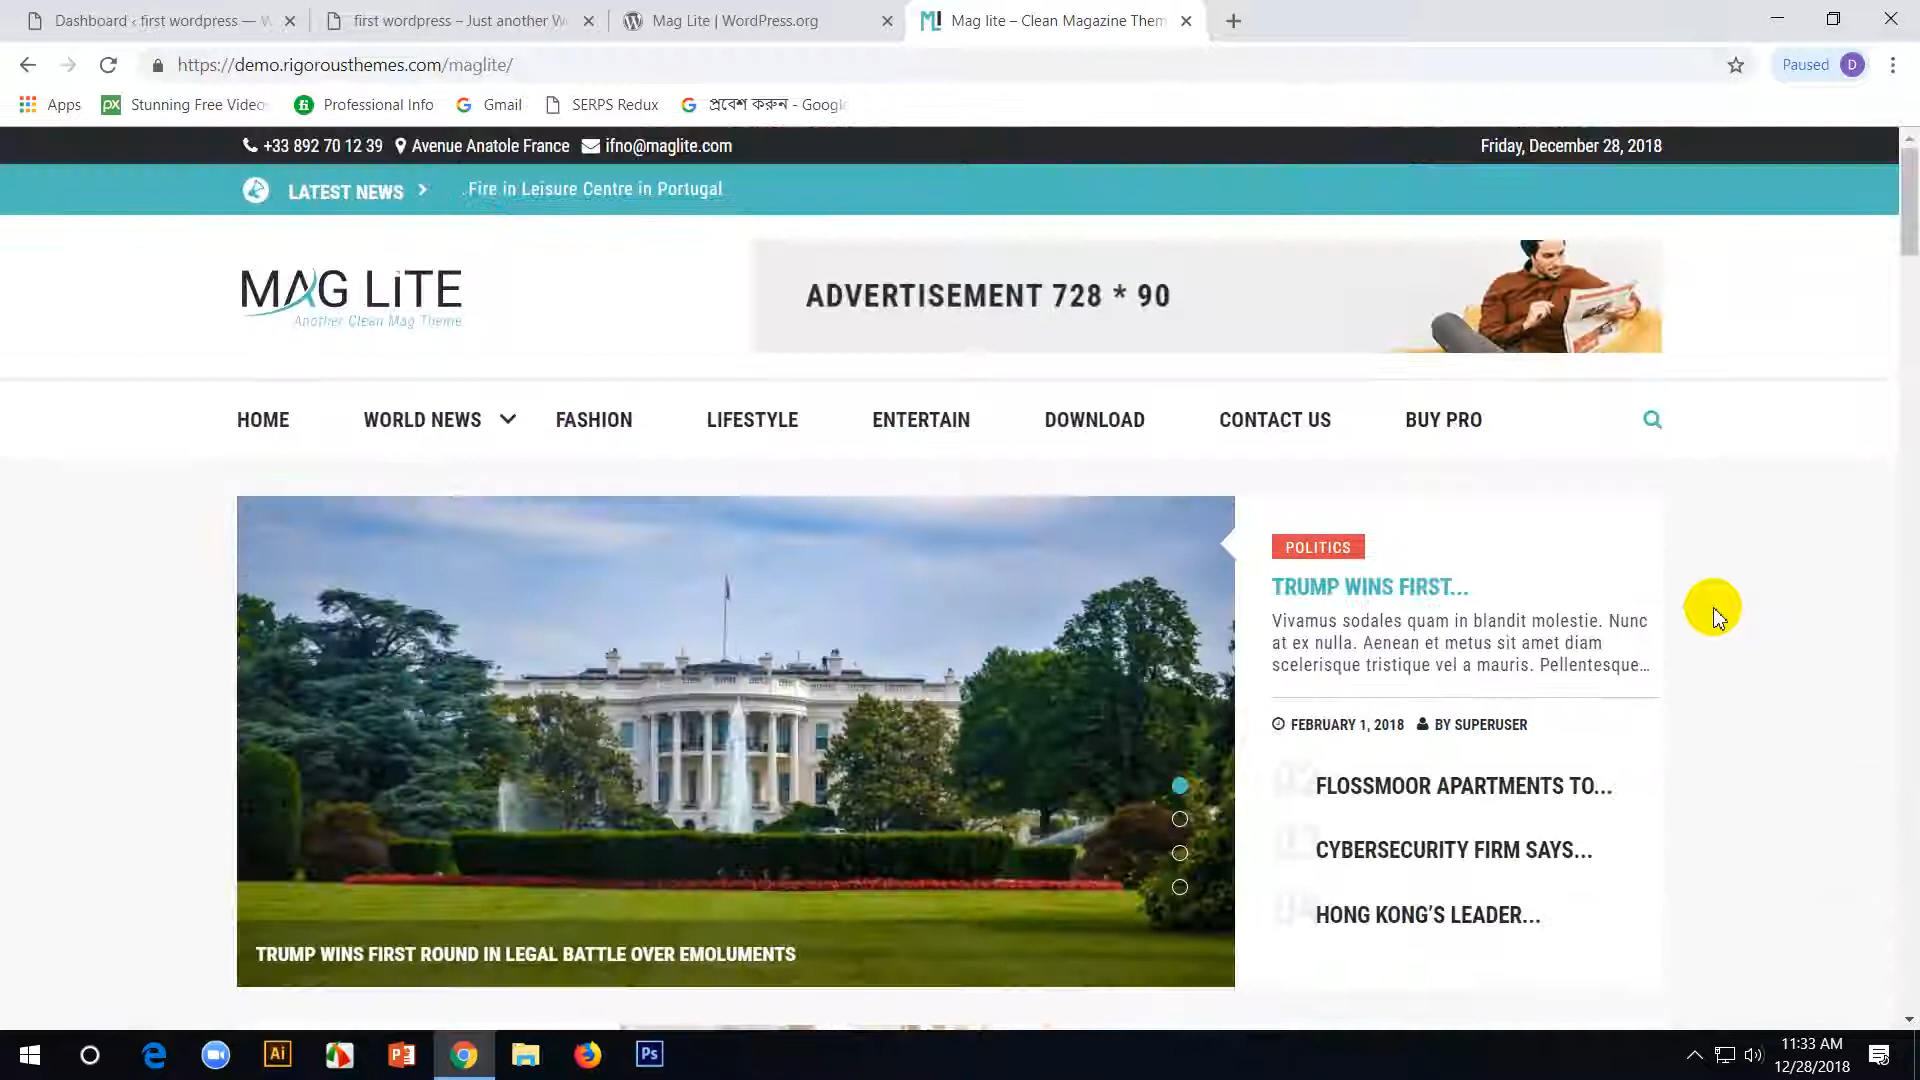 Dashboard ‹ first wordpress — W
first wordpress – Just another W
Mag Lite | WordPress.org
Mag lite – Clean Magazine Them
https://demo.rigorousthemes.com/maglite/
Paused D
Apps
px Stunning Free Video
Professional Info
Gmail
SERPS Redux
প্রবেশ করুন - Google
+33 892 70 12 39 Avenue Anatole France ifno@maglite.com
Friday, December 28, 2018
LATEST NEWS
Fire in Leisure Centre in Portugal
MAG LiTE
Another Clean Mag Theme
ADVERTISEMENT 728 * 90
HOME WORLD NEWS FASHION LIFESTYLE ENTERTAIN DOWNLOAD CONTACT US BUY PRO
POLITICS
TRUMP WINS FIRST...
Vivamus sodales quam in blandit molestie. Nunc
at ex nulla. Aenean et metus sit amet diam
scelerisque tristique vel a mauris. Pellentesque...
FEBRUARY 1, 2018 BY SUPERUSER
FLOSSMOOR APARTMENTS TO...
CYBERSECURITY FIRM SAYS...
HONG KONG'S LEADER...
TRUMP WINS FIRST ROUND IN LEGAL BATTLE OVER EMOLUMENTS
Ai
Ps
11:33 AM
12/28/2018